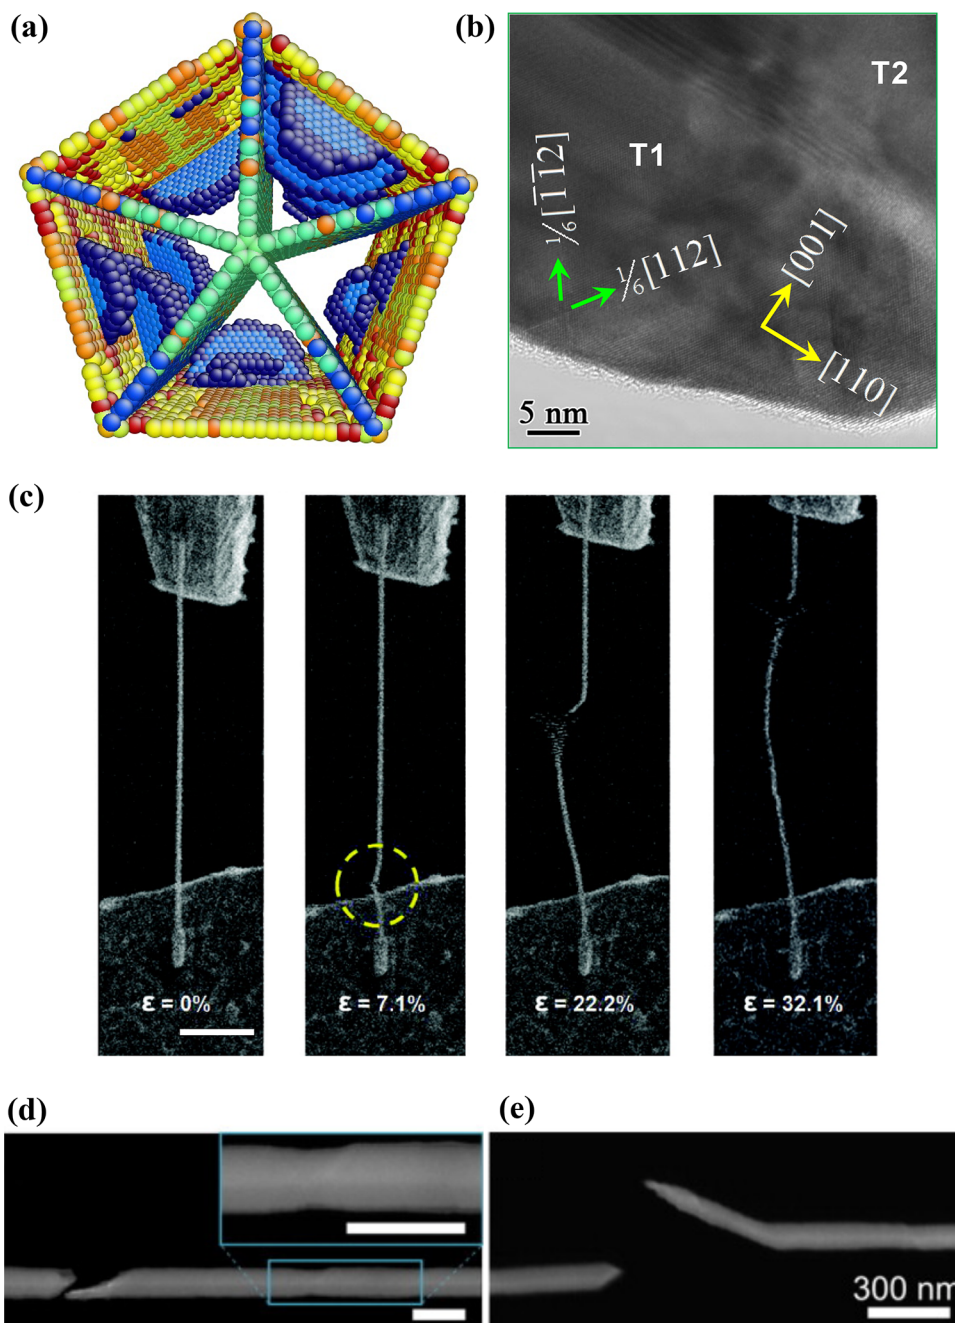 (a)
(b)
T2
T1
⅙[1̅1̅2]
⅙[112]
[001]
[110]
5 nm
(c)
ε = 0%
ε = 7.1%
ε = 22.2%
ε = 32.1%
(d)
(e)
300 nm